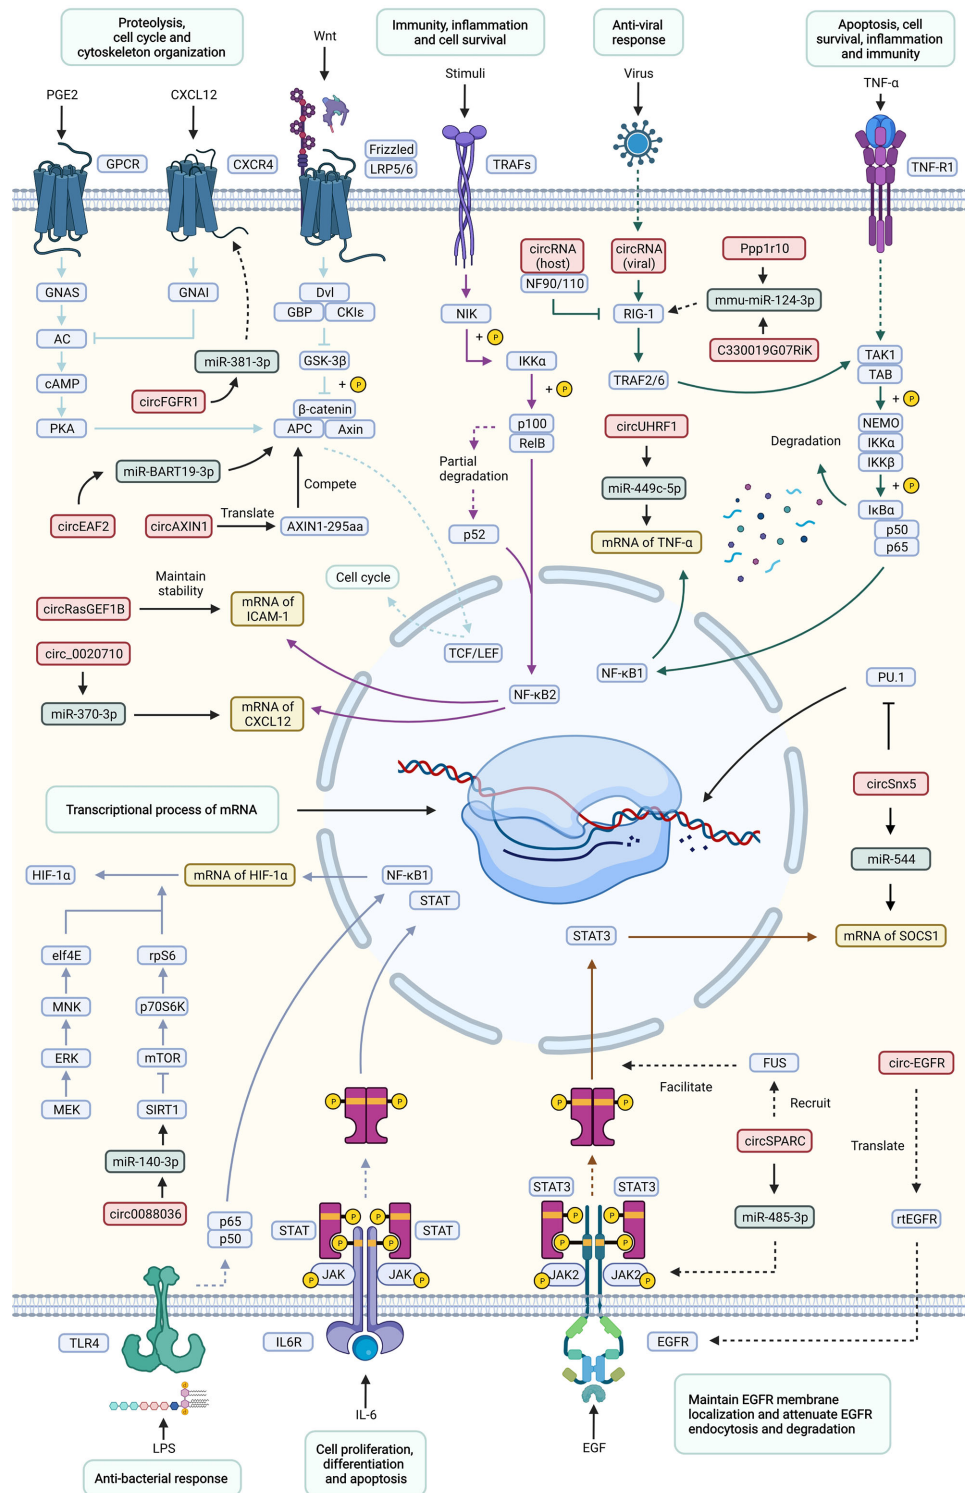 Proteolysis,
cell cycle and
cytoskeleton organization
Wnt
Immunity, inflammation
and cell survival
Anti-viral
response
Apoptosis, cell
survival, inflammation
and immunity
PGE2
CXCL12
Stimuli
Virus
TNF-α
GPCR
CXCR4
Frizzled
LRP5/6
TRAFs
TNF-R1
circRNA
(host)
NF90/110
circRNA
(viral)
Ppp1r10
GNAS
GNAI
Dvl
GBP
CKIε
NIK
RIG-1
mmu-miR-124-3p
AC
+ P
C330019G07RiK
miR-381-3p
GSK-3β
IKKα
TAK1
TAB
cAMP
circFGFR1
+ P
+ P
TRAF2/6
+ P
β-catenin
APC
Axin
PKA
p100
RelB
circUHRF1
NEMO
IKKα
IKKβ
Degradation
miR-BART19-3p
Partial
degradation
miR-449c-5p
+ P
Compete
circEAF2
circAXIN1
Translate
AXIN1-295aa
p52
mRNA of TNF-α
IκBα
p50
p65
Maintain
stability
Cell cycle
circRasGEF1B
mRNA of
ICAM-1
circ_0020710
TCF/LEF
NF-κB2
NF-κB1
PU.1
miR-370-3p
mRNA of
CXCL12
Transcriptional process of mRNA
circSnx5
miR-544
HIF-1α
mRNA of HIF-1α
NF-κB1
STAT
STAT3
mRNA of SOCS1
elf4E
rpS6
MNK
p70S6K
ERK
mTOR
FUS
circ-EGFR
Facilitate
Recruit
MEK
SIRT1
P
P
P
P
circSPARC
Translate
miR-140-3p
circ0088036
STAT3
STAT3
miR-485-3p
rtEGFR
p65
p50
STAT
P
P
STAT
P
P
P
P
P
P
JAK
JAK
P
P
JAK2
JAK2
P
P
TLR4
IL6R
EGFR
IL-6
LPS
EGF
Maintain EGFR membrane
localization and attenuate EGFR
endocytosis and degradation
Anti-bacterial response
Cell proliferation,
differentiation
and apoptosis